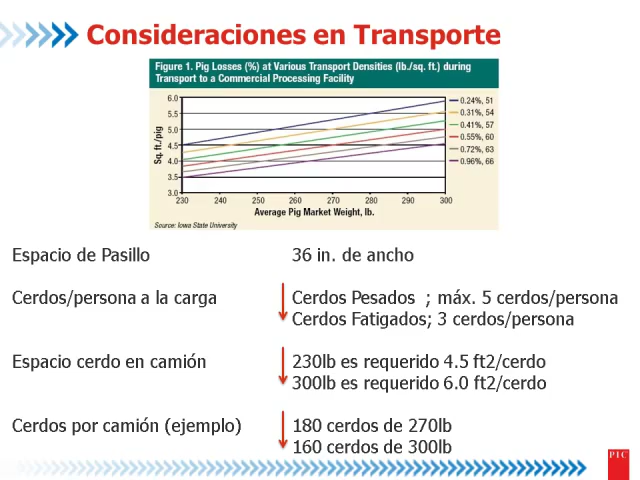 Consideraciones en Transporte
Figure 1. Pig Losses (%) at Various Transport Densities (lb./sq. ft.) during
Transport to a Commercial Processing Facility
Sq. ft./pig
6.0
5.5
5.0
4.5
4.0
3.5
3.0
230 240 250 260 270 280 290 300
Average Pig Market Weight, lb.
0.24%, 51
0.31%, 54
0.41%, 57
0.55%, 60
0.72%, 63
0.96%, 66
Source: Iowa State University
Espacio de Pasillo 36 in. de ancho
Cerdos/persona a la carga Cerdos Pesados ; máx. 5 cerdos/persona
Cerdos Fatigados; 3 cerdos/persona
Espacio cerdo en camión 230lb es requerido 4.5 ft2/cerdo
300lb es requerido 6.0 ft2/cerdo
Cerdos por camión (ejemplo) 180 cerdos de 270lb
160 cerdos de 300lb
PIC